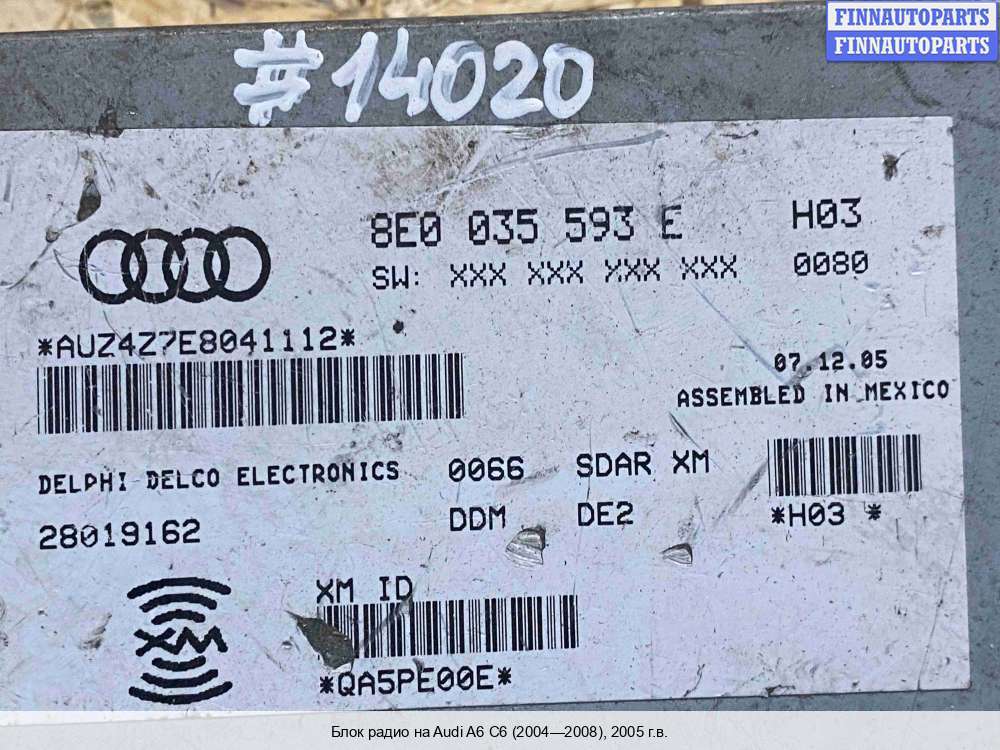 FINNAUTOPARTS
FINNAUTOPARTS
#14020
8E0 035 593 E H03
SW: XXX XXX XXX XXX 0080
*AUZ4Z7E8041112*
07.12.05
ASSEMBLED IN MEXICO
DELPHI DELCO ELECTRONICS 0066 SDAR XM
28019162 DDM DE2 *H03 *
XM ID
XM
*QA5PE00E*
Блок радио на Audi A6 C6 (2004—2008), 2005 г.в.